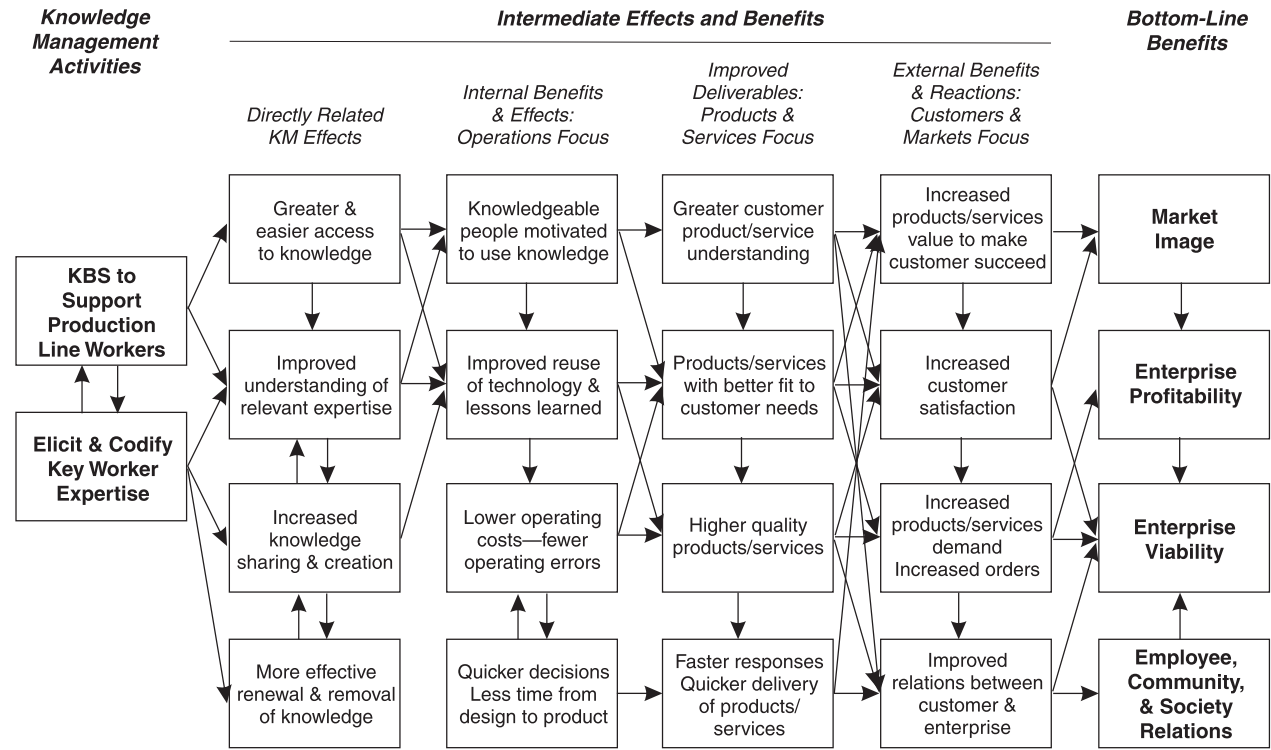 Knowledge
Management
Activities
Intermediate Effects and Benefits
Bottom-Line
Benefits
Directly Related
KM Effects
Internal Benefits
& Effects:
Operations Focus
Improved
Deliverables:
Products &
Services Focus
External Benefits
& Reactions:
Customers &
Markets Focus
KBS to
Support
Production
Line Workers
Elicit & Codify
Key Worker
Expertise
Greater &
easier access
to knowledge
Improved
understanding of
relevant expertise
Increased
knowledge
sharing & creation
More effective
renewal & removal
of knowledge
Knowledgeable
people motivated
to use knowledge
Improved reuse
of technology &
lessons learned
Lower operating
costs—fewer
operating errors
Quicker decisions
Less time from
design to product
Greater customer
product/service
understanding
Products/services
with better fit to
customer needs
Higher quality
products/services
Faster responses
Quicker delivery
of products/
services
Increased
products/services
value to make
customer succeed
Increased
customer
satisfaction
Increased
products/services
demand
Increased orders
Improved
relations between
customer &
enterprise
Market
Image
Enterprise
Profitability
Enterprise
Viability
Employee,
Community,
& Society
Relations